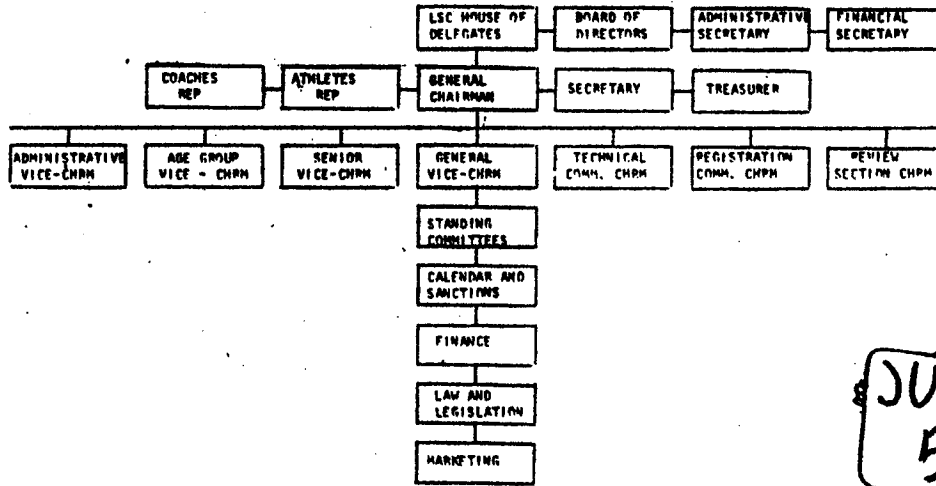 LSC HOUSE OF
DELEGATES
BOARD OF
DIRECTORS
ADMINISTRATIVE
SECRETARY
FINANCIAL
SECRETARY
COACHES
REP
ATHLETES
REP
GENERAL
CHAIRMAN
SECRETARY
TREASURER
ADMINISTRATIVE
VICE-CHRM
AGE GROUP
VICE - CHRM
SENIOR
VICE-CHRM
GENERAL
VICE-CHRM
TECHNICAL
COMM. CHRM
REGISTRATION
COMM. CHRM
REVIEW
SECTION CHRM
STANDING
COMMITTEES
CALENDAR AND
SANCTIONS
FINANCE
LAW AND
LEGISLATION
MARKETING
JU
5